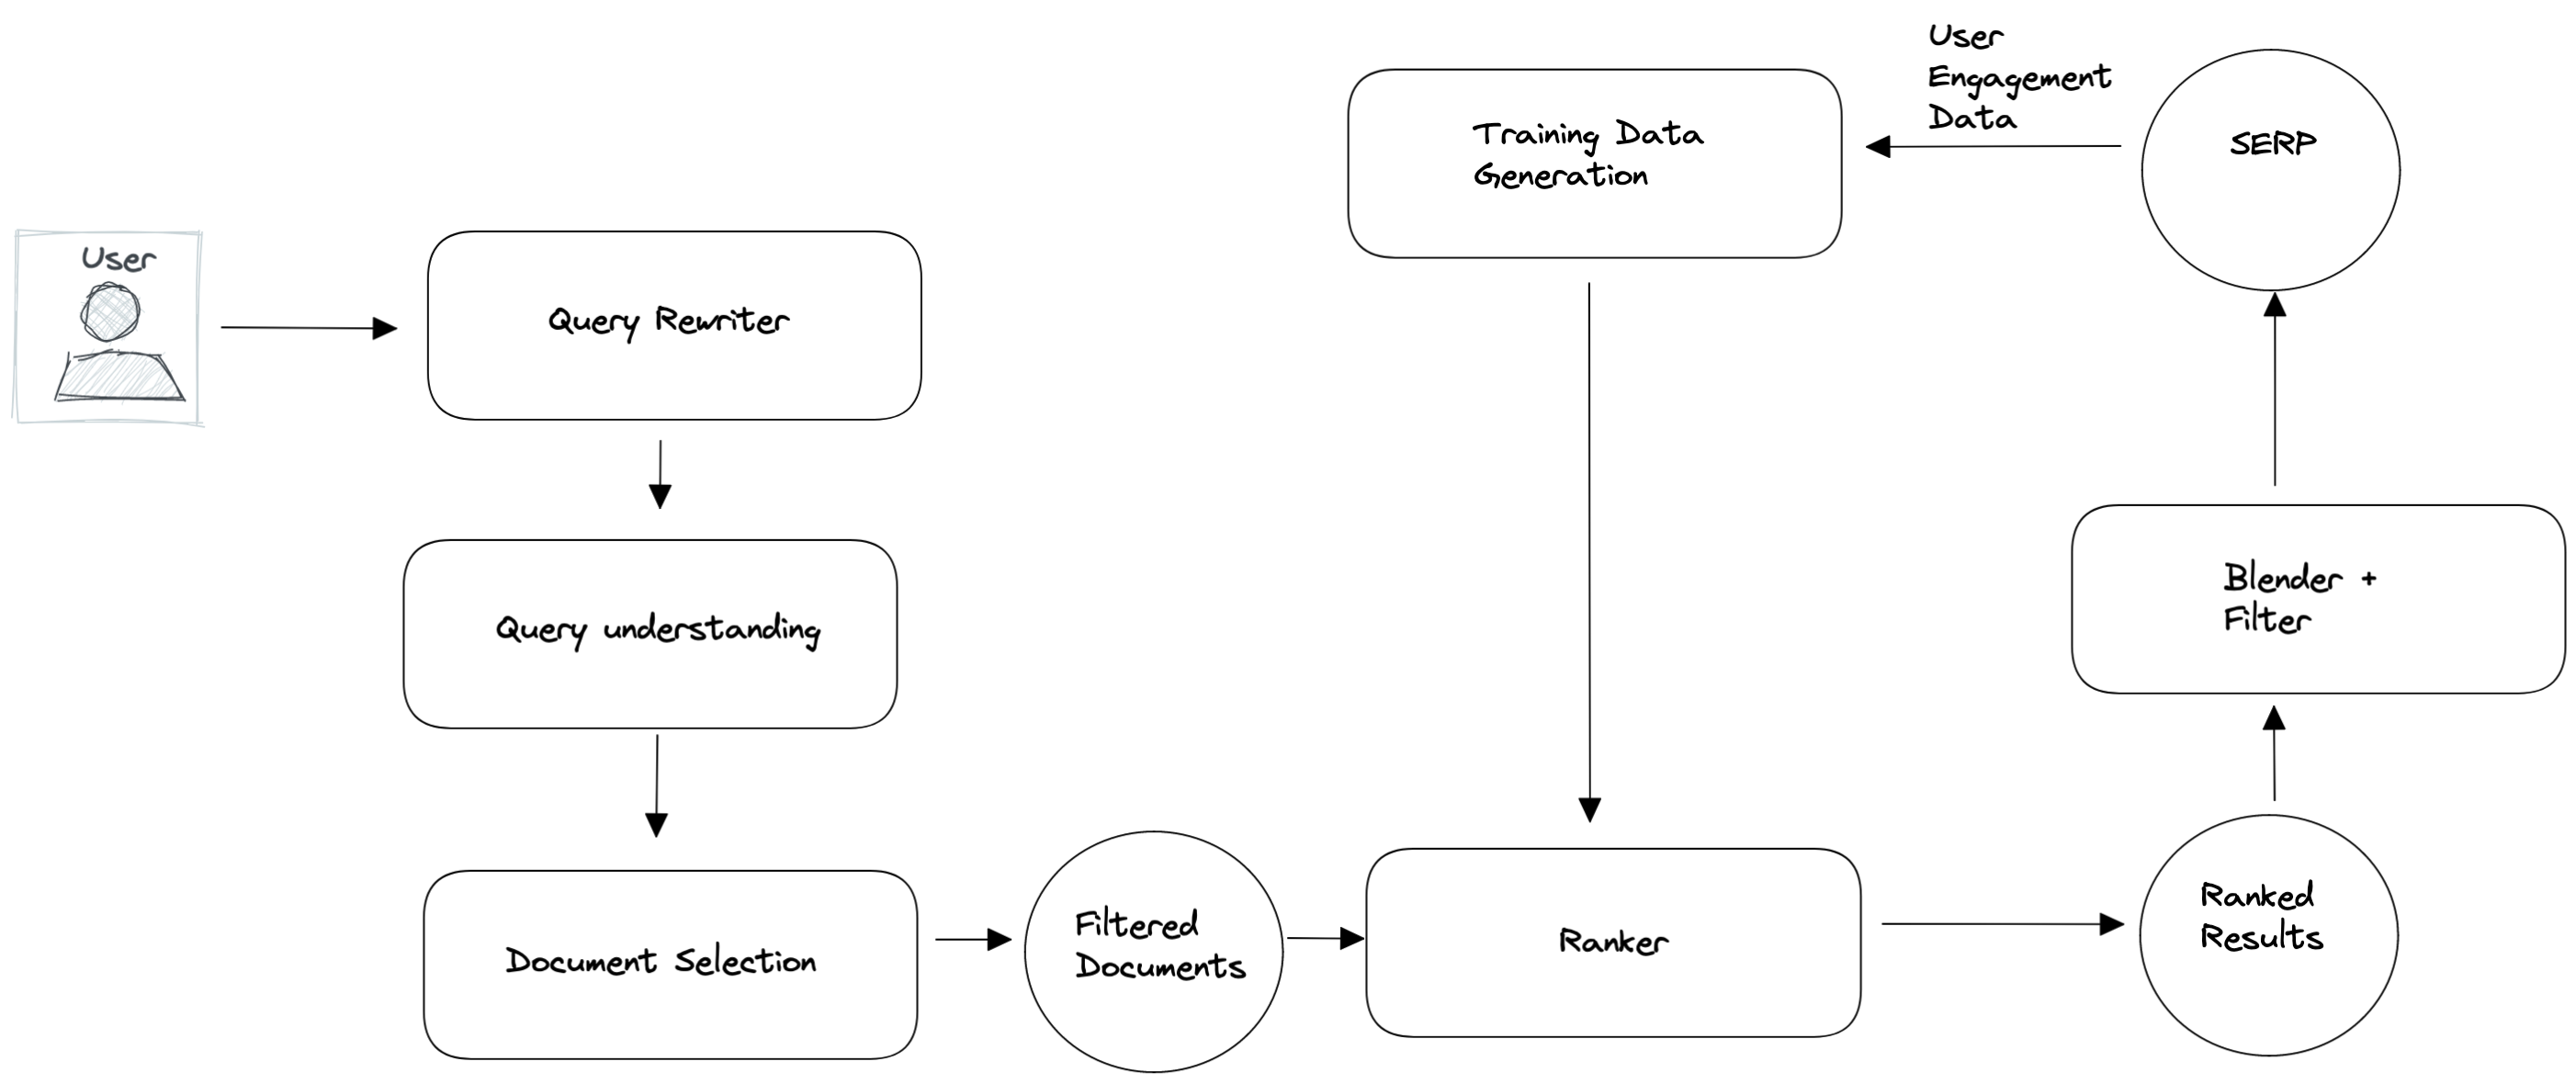 User
Query Rewriter
Query understanding
Document Selection
Filtered
Documents
Ranker
Ranked
Results
Blender +
Filter
SERP
User
Engagement
Data
Training Data
Generation